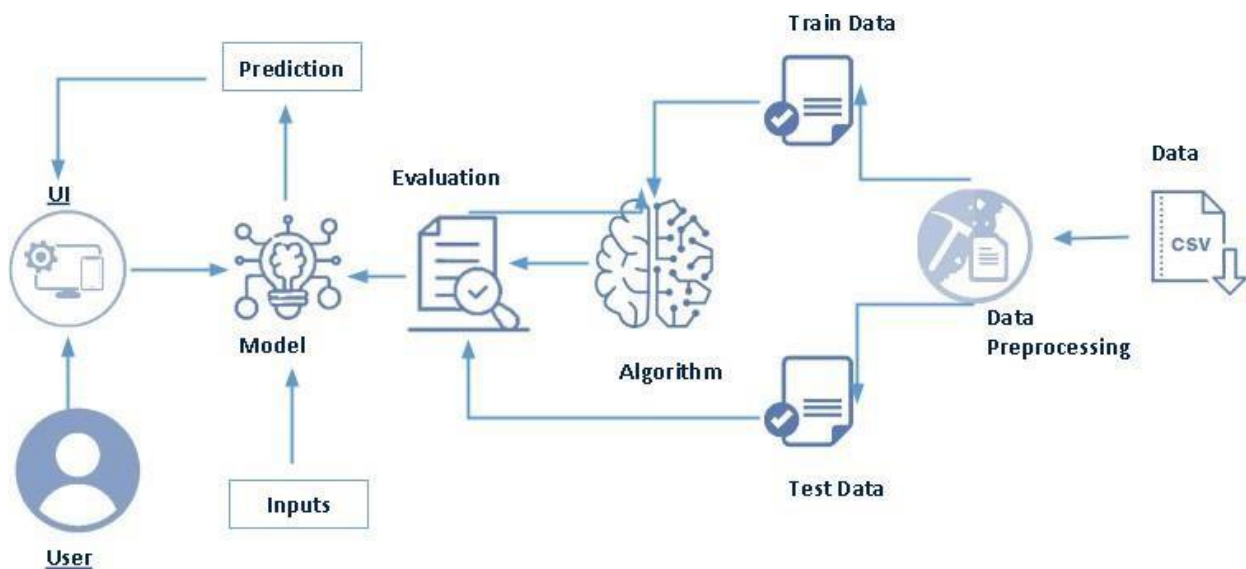 Train Data
Prediction
Data
Evaluation
UI
CSV
Data
Preprocessing
Model
Algorithm
Test Data
Inputs
User